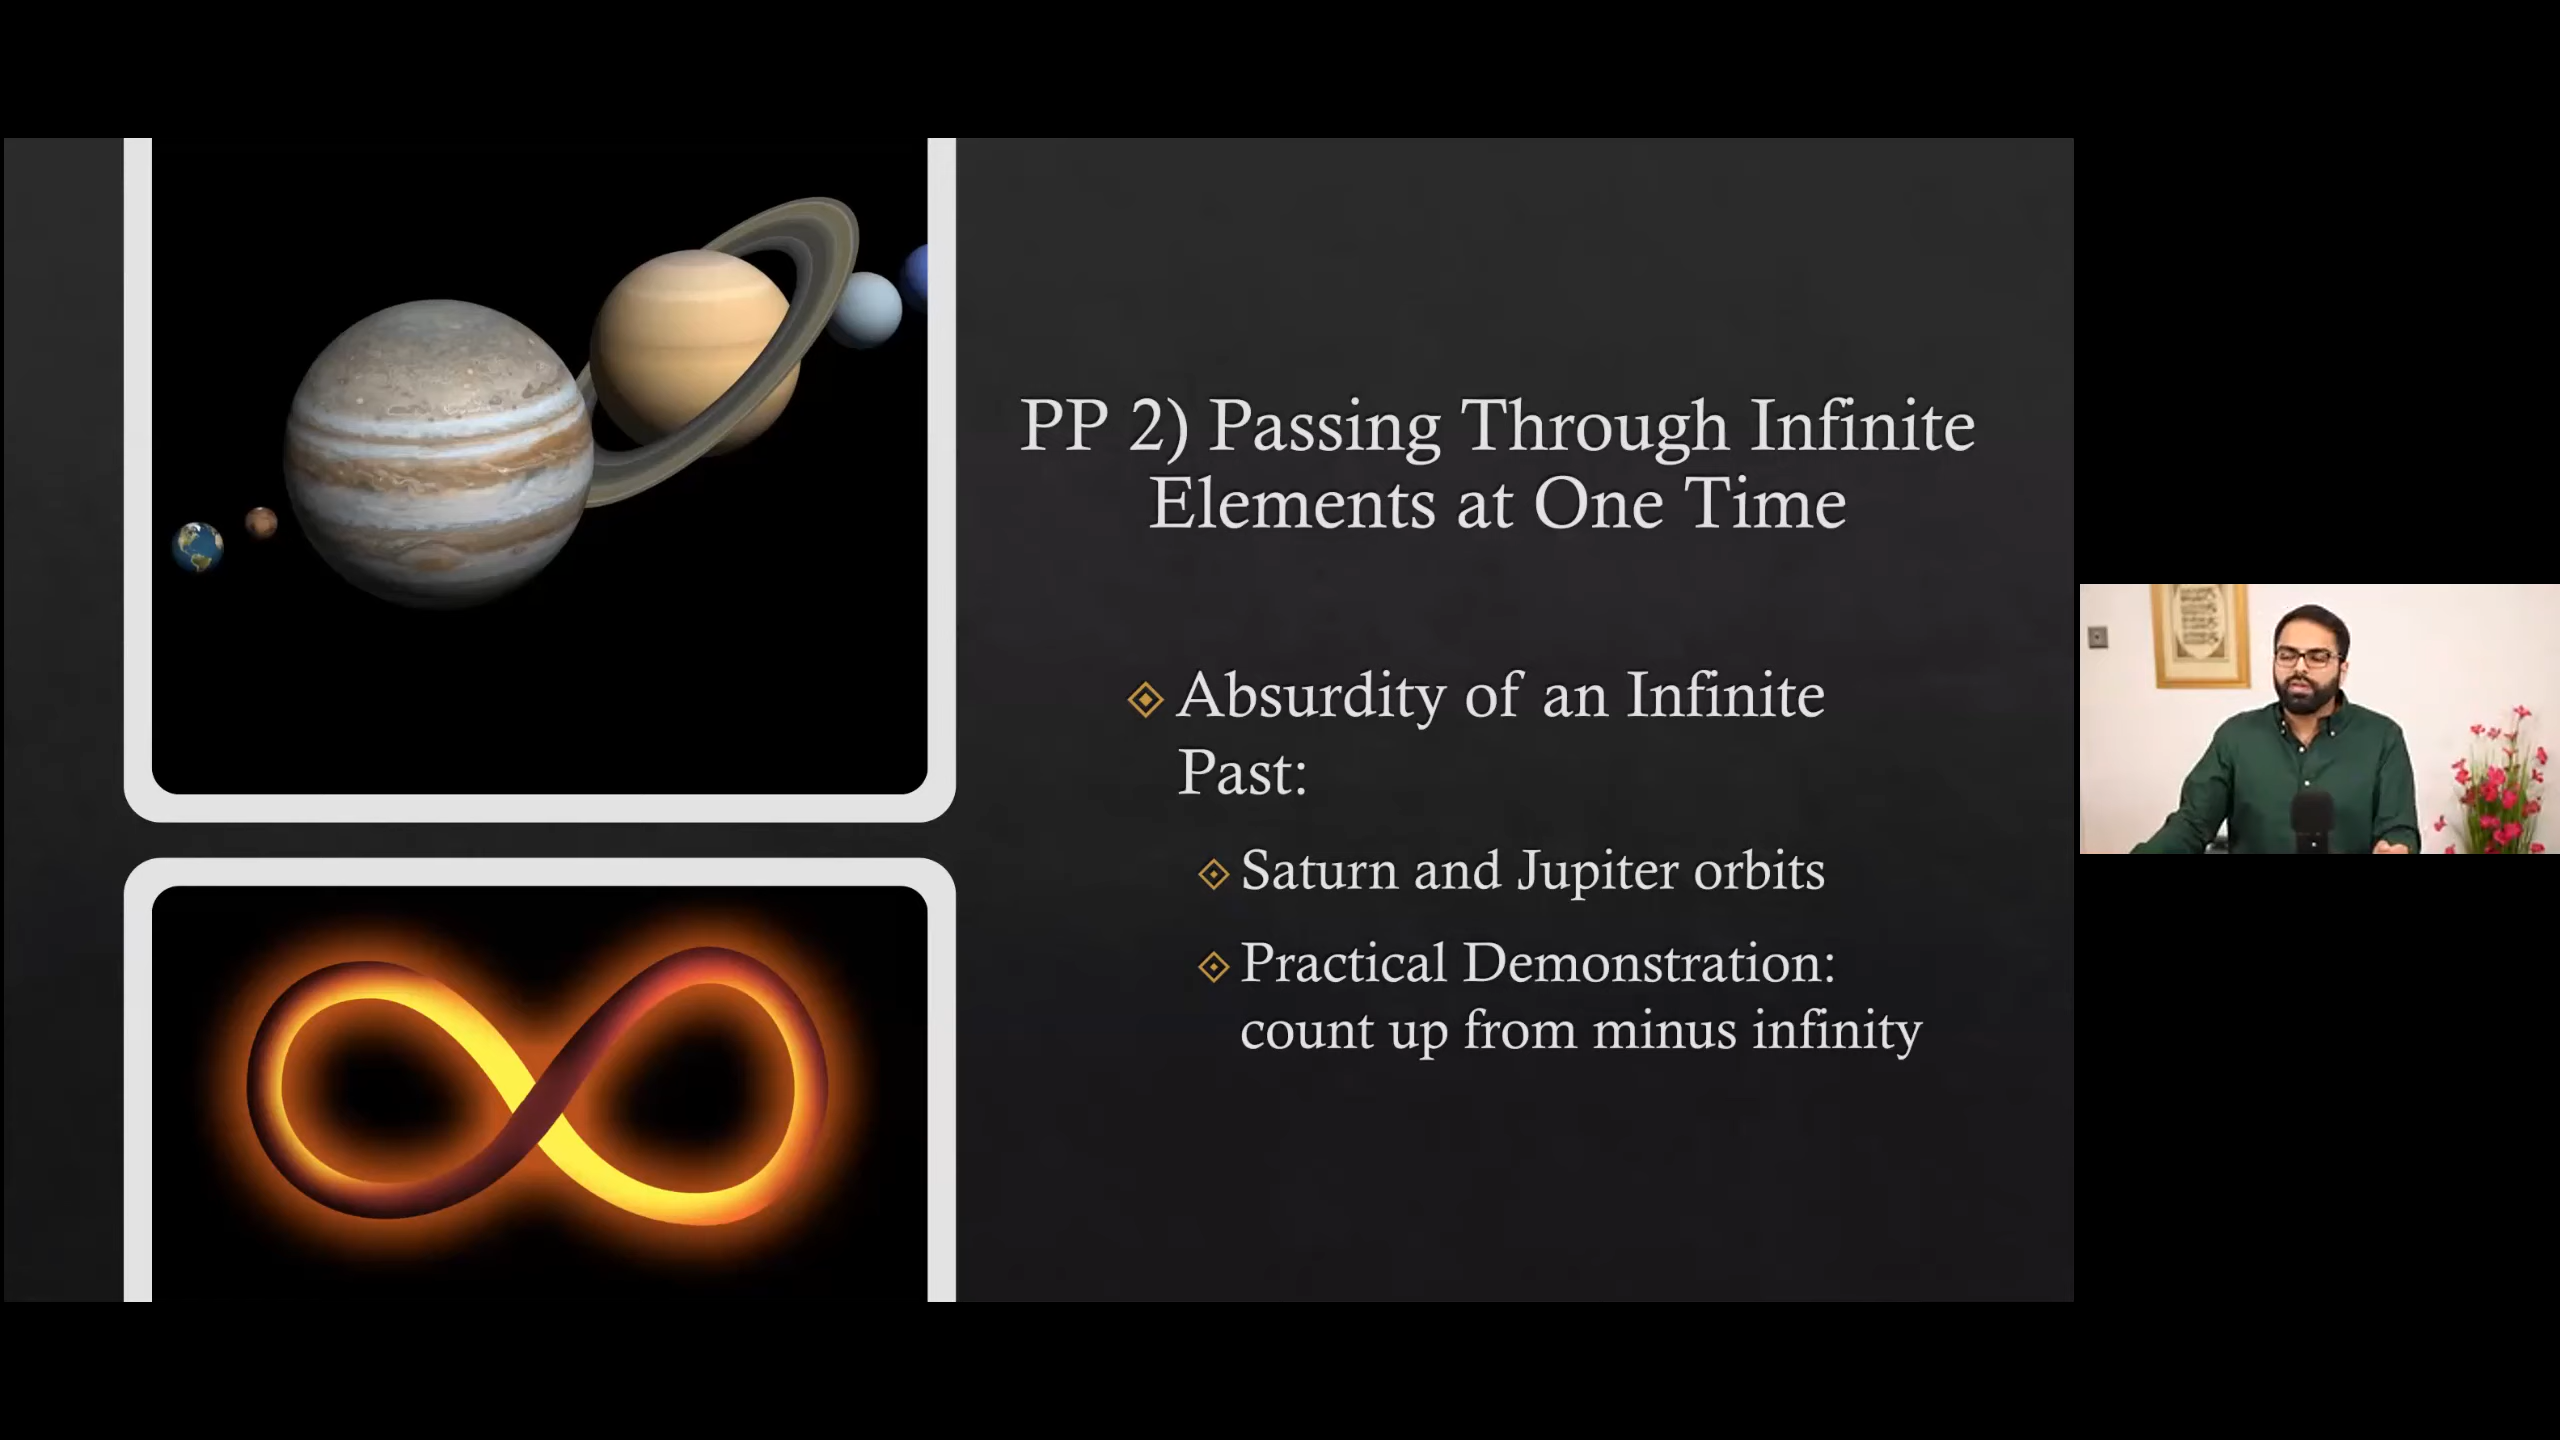 PP 2) Passing Through Infinite
Elements at One Time
Absurdity of an Infinite
Past:
Saturn and Jupiter orbits
Practical Demonstration:
count up from minus infinity